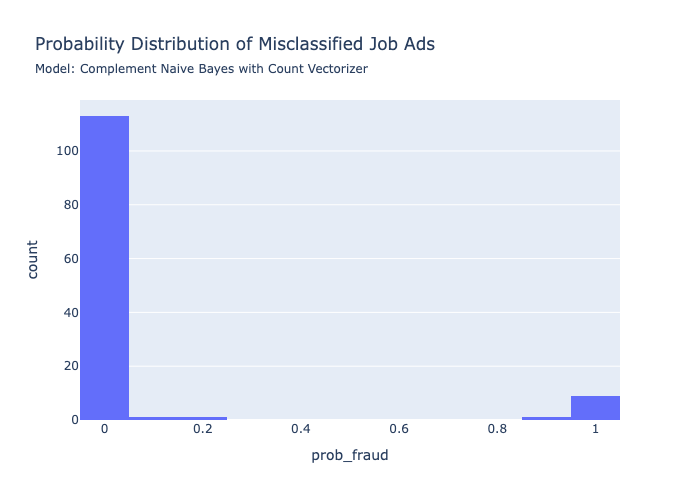 Probability Distribution of Misclassified Job Ads
Model: Complement Naive Bayes with Count Vectorizer
100
80
60
40
20
0
count
0 0.2 0.4 0.6 0.8 1
prob_fraud